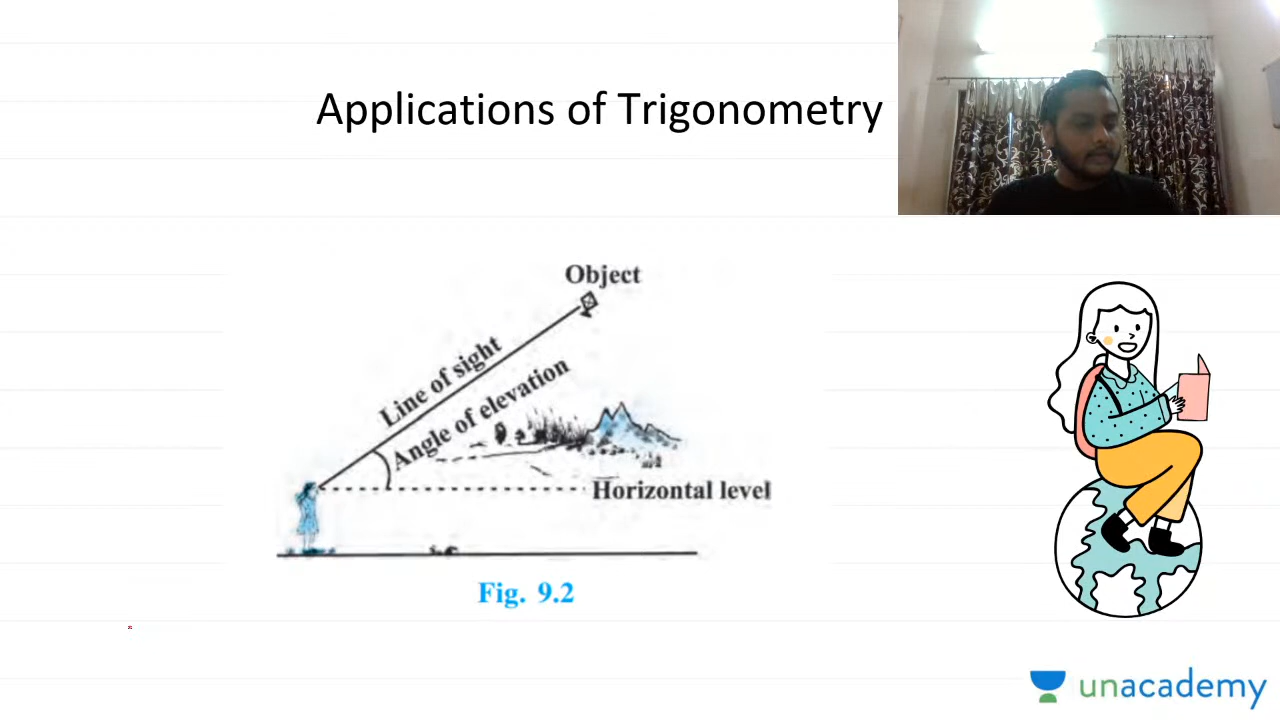 Applications of Trigonometry
Object
Line of sight
Angle of elevation
Horizontal level
Fig. 9.2
unacademy